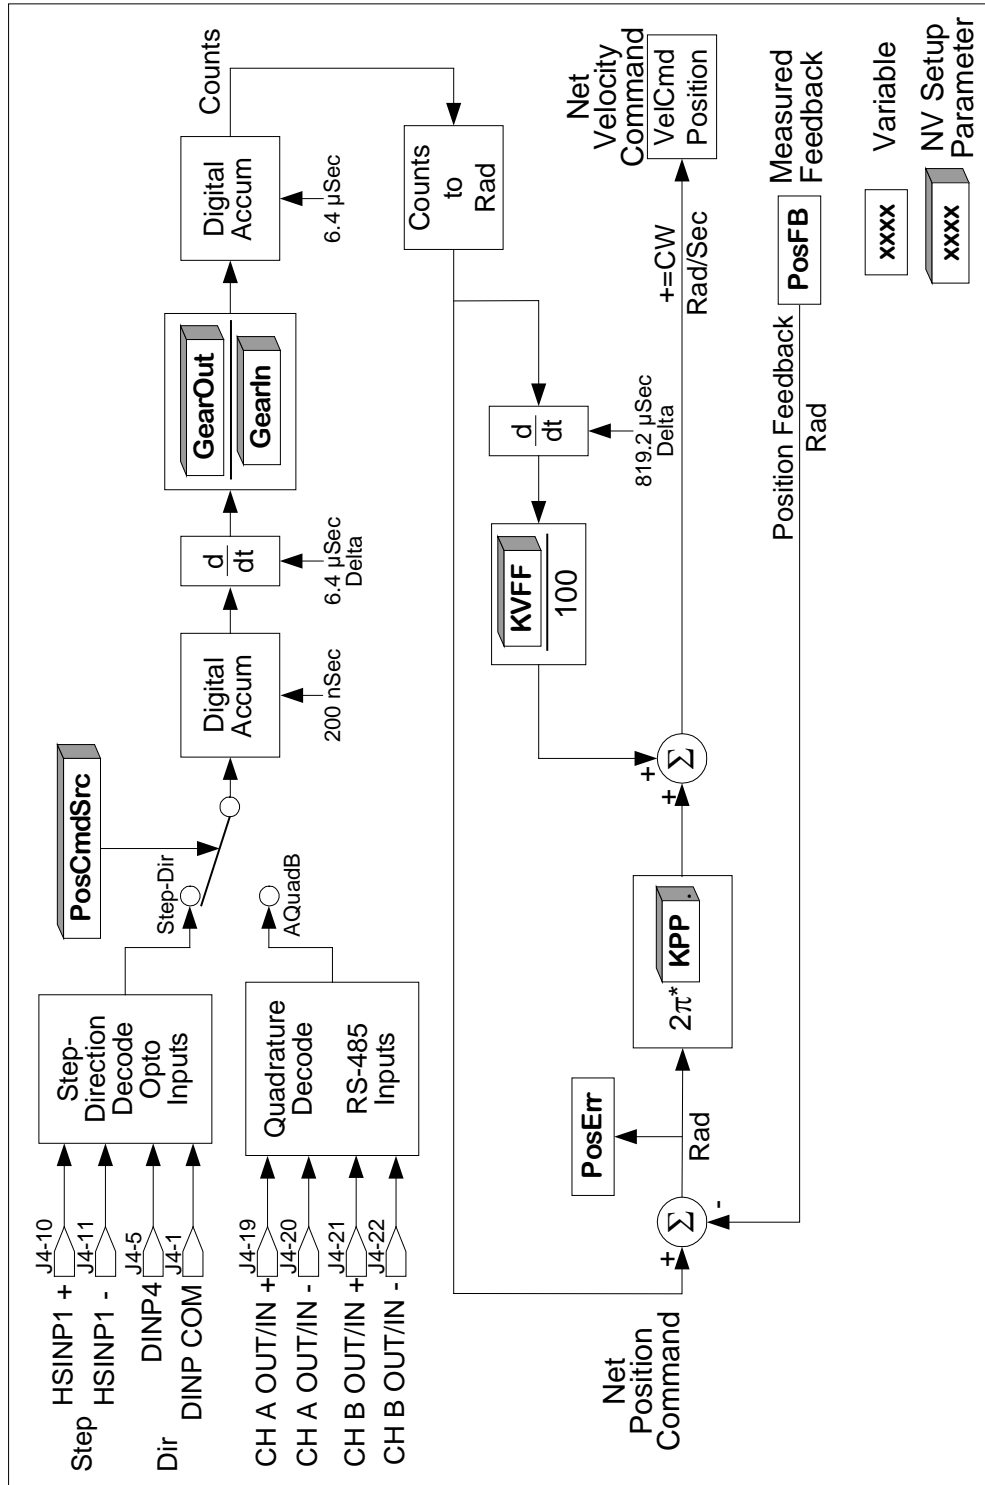 Step
HSINP1 +
J4-10
HSINP1 -
J4-11
Dir
DINP4
J4-5
DINP COM
J4-1
Step-
Direction
Decode
Opto
Inputs
CH A OUT/IN +
J4-19
CH A OUT/IN -
J4-20
CH B OUT/IN +
J4-21
CH B OUT/IN -
J4-22
Quadrature
Decode
RS-485
Inputs
PosCmdSrc
Step-Dir
AQuadB
Digital
Accum
200 nSec
d
dt
6.4 µSec
Delta
GearOut
GearIn
Digital
Accum
6.4 µSec
Counts
Counts
to
Rad
d
dt
819.2 µSec
Delta
KVFF
100
Net
Position
Command
+
Σ
-
Rad
PosErr
2π*
KPP
+
+
Σ
+=CW
Rad/Sec
Net
Velocity
Command
VelCmd
Position
Position Feedback
Rad
PosFB
Measured
Feedback
xxxx
Variable
xxxx
NV Setup
Parameter